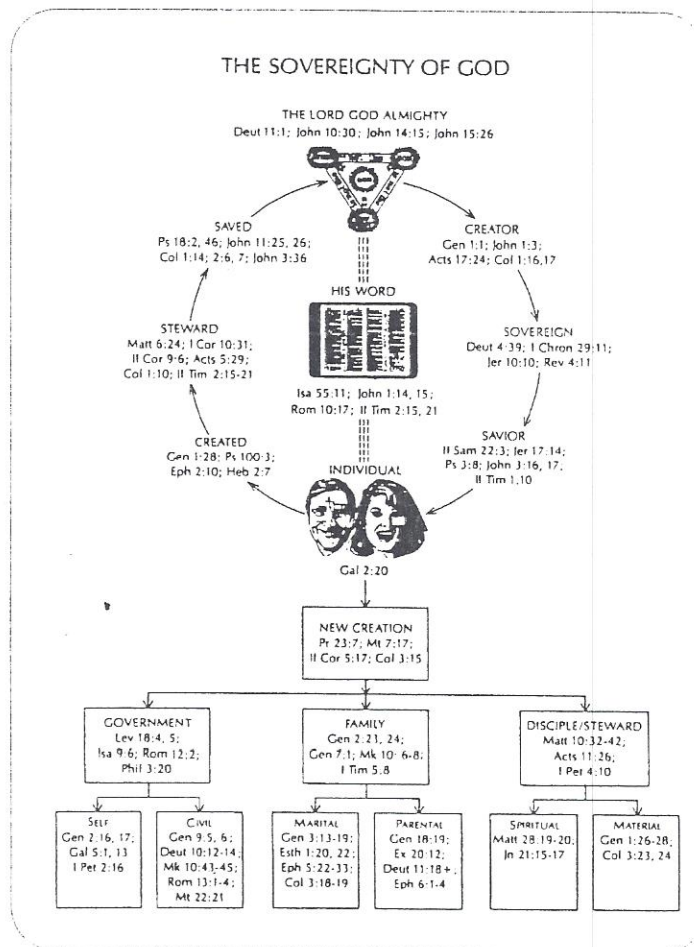 THE SOVEREIGNTY OF GOD
THE LORD GOD ALMIGHTY
Deut 11:1; John 10:30; John 14:15; John 15:26
SAVED
Ps 18:2, 46; John 11:25, 26;
Col 1:14; 2:6, 7; John 3:36
CREATOR
Gen 1:1; John 1:3;
Acts 17:24; Col 1:16,17
HIS WORD
Isa 55:11; John 1:14, 15;
Rom 10:17; II Tim 2:15, 21
STEWARD
Matt 6:24; I Cor 10:31;
II Cor 9:6; Acts 5:29;
Col 1:10; II Tim 2:15-21
SOVEREIGN
Deut 4:39; I Chron 29:11;
Jer 10:10; Rev 4:11
CREATED
Gen 1:28; Ps 100:3;
Eph 2:10; Heb 2:7
SAVIOR
II Sam 22:3; Jer 17:14;
Ps 3:8; John 3:16, 17;
II Tim 1,10
INDIVIDUAL
Gal 2:20
NEW CREATION
Pr 23:7; Mt 7:17;
II Cor 5:17; Col 3:15
GOVERNMENT
Lev 18:4, 5;
Isa 9:6; Rom 12:2;
Phil 3:20
FAMILY
Gen 2:23, 24;
Gen 7:1; Mk 10: 6-8;
I Tim 5:8
DISCIPLE/STEWARD
Matt 10:32-42;
Acts 11:26;
I Pet 4:10
SELF
Gen 2:16, 17;
Gal 5:1, 13
I Pet 2:16
CIVIL
Gen 9:5, 6;
Deut 10:12-14;
Mk 10:43-45;
Rom 13:1-4;
Mt 22:21
MARITAL
Gen 3:13-19;
Esth 1:20, 22;
Eph 5:22-33;
Col 3:18-19
PARENTAL
Gen 18:19;
Ex 20:12;
Deut 11:18+;
Eph 6:1-4
SPIRITUAL
Matt 28:19-20;
Jn 21:15-17
MATERIAL
Gen 1:26-28;
Col 3:23, 24